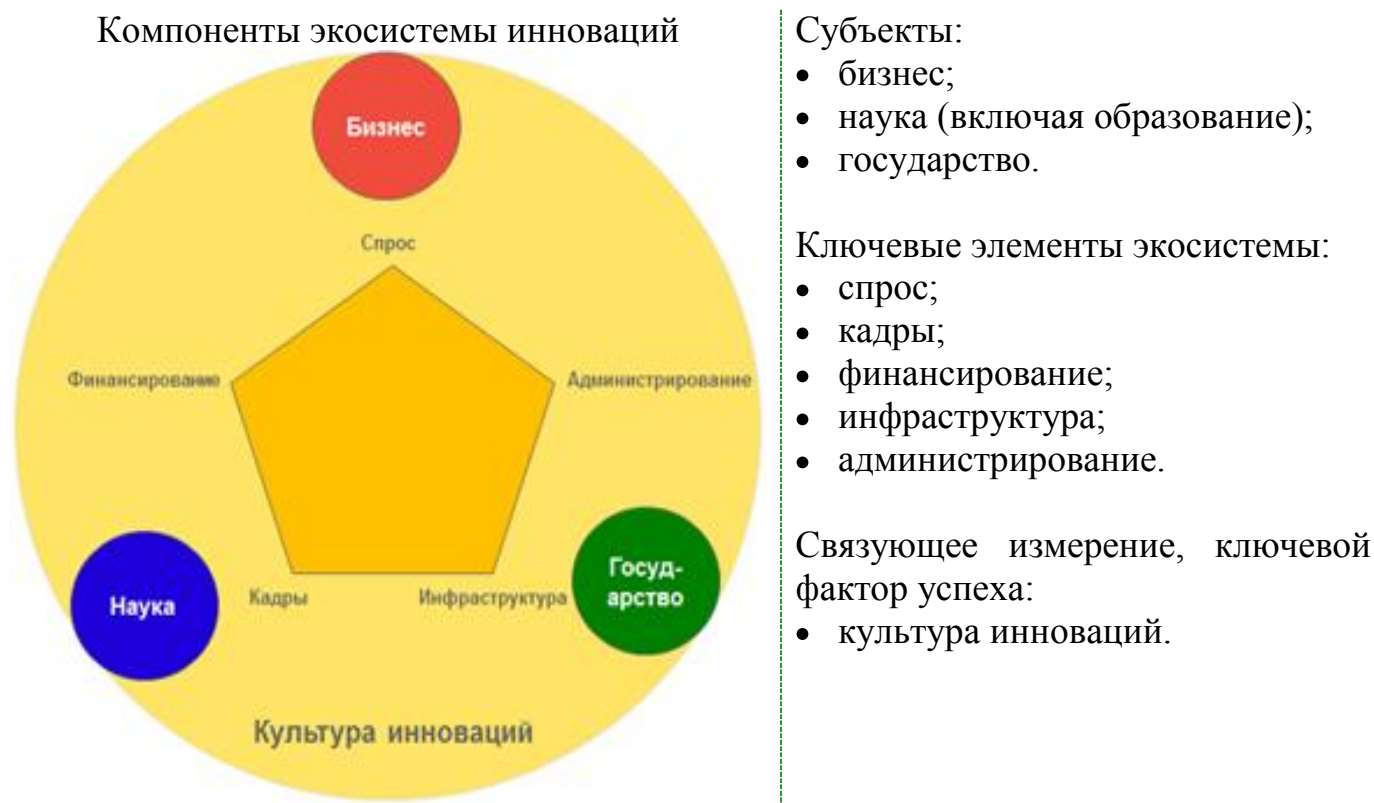 Компоненты экосистемы инноваций
Бизнес
Спрос
Финансирование
Администрирование
Наука
Кадры
Инфраструктура
Госуд-
арство
Культура инноваций
Субъекты:
• бизнес;
• наука (включая образование);
• государство.
Ключевые элементы экосистемы:
• спрос;
• кадры;
• финансирование;
• инфраструктура;
• администрирование.
Связующее измерение, ключевой
фактор успеха:
• культура инноваций.